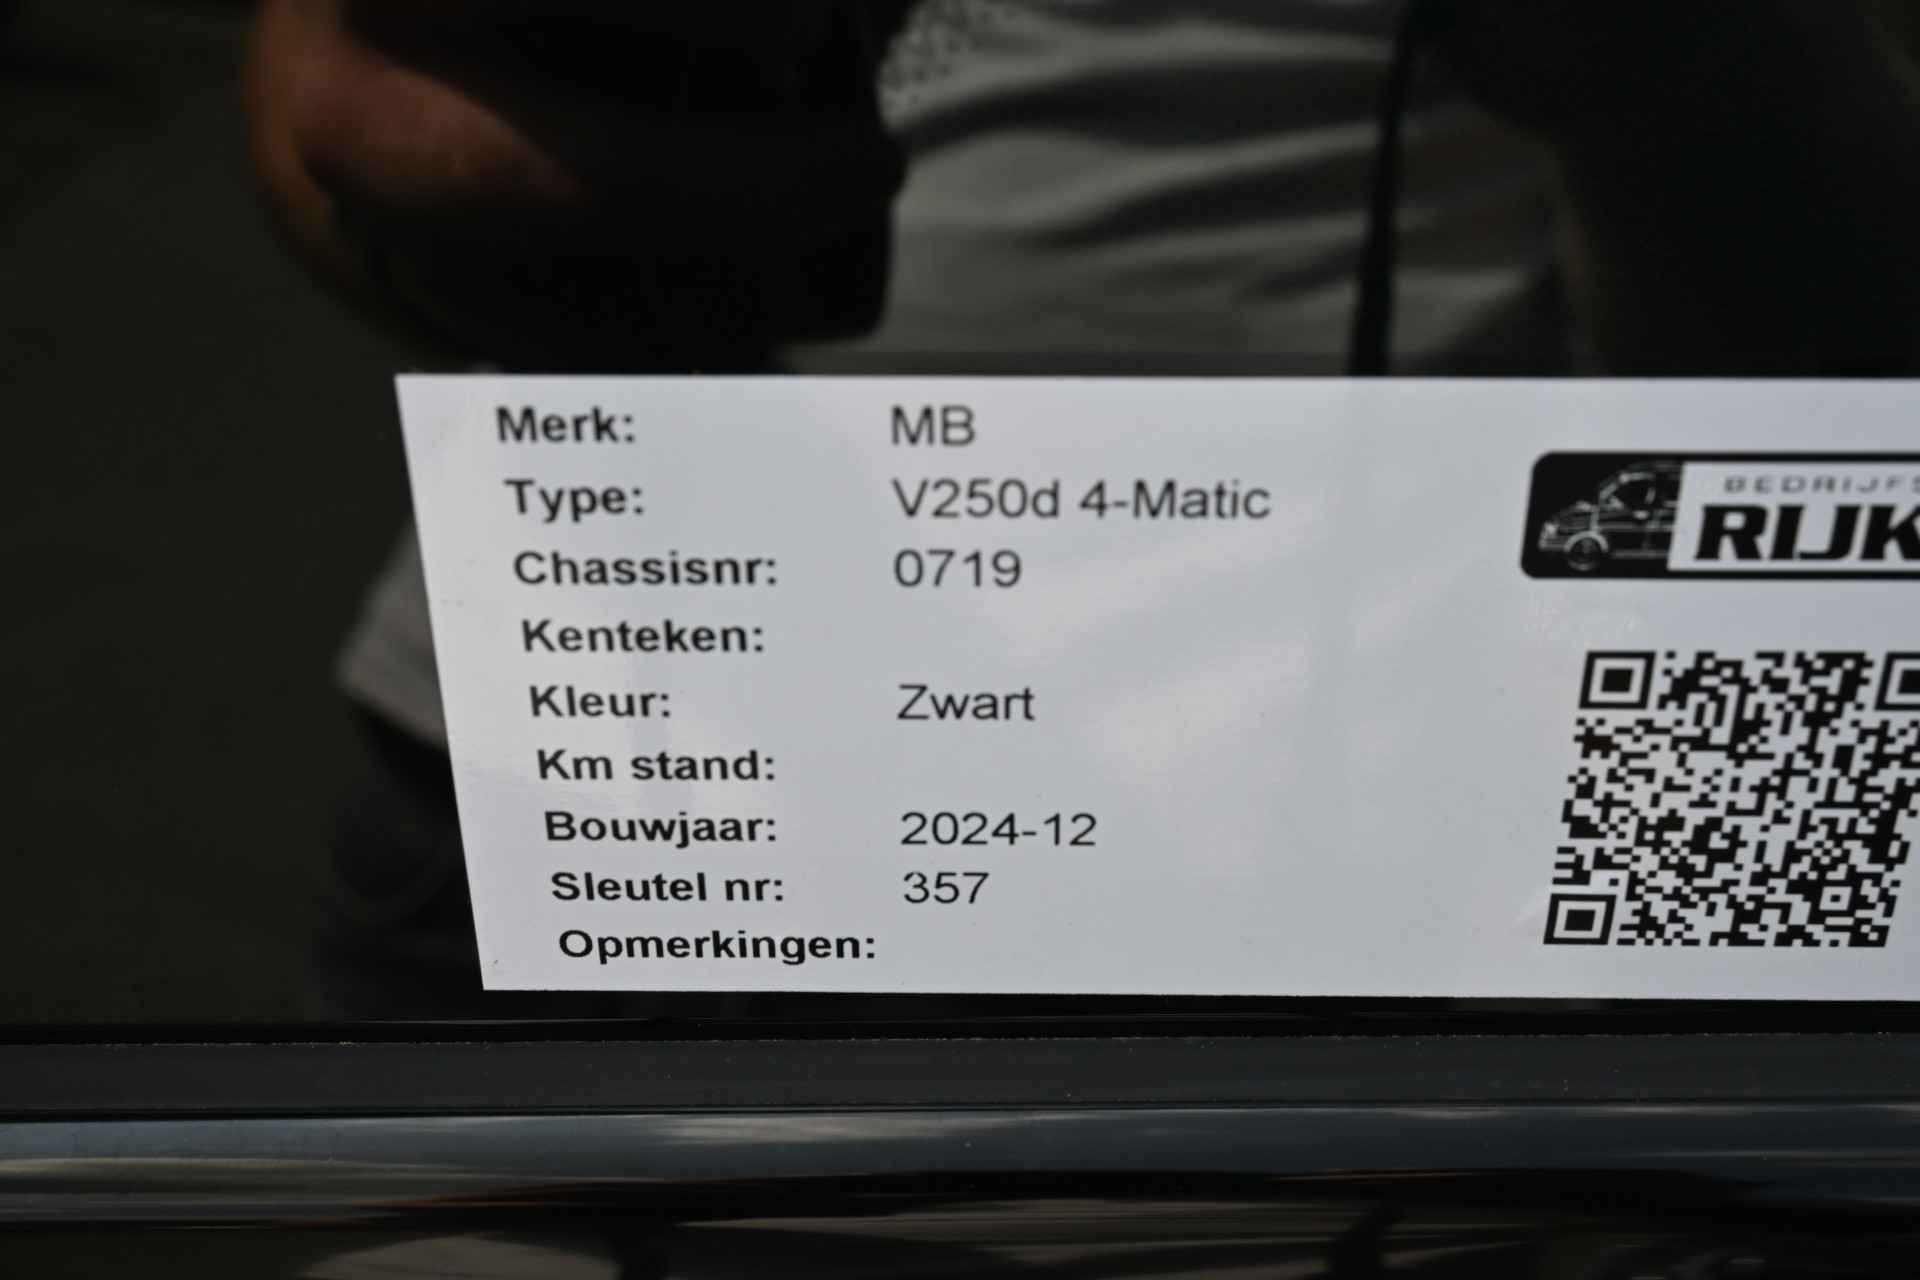 Merk: MB
Type: V250d 4-Matic
Chassisnr: 0719
Kenteken:
Kleur: Zwart
Km stand:
Bouwjaar: 2024-12
Sleutel nr: 357
Opmerkingen:
BEDRIJFS
RIJK